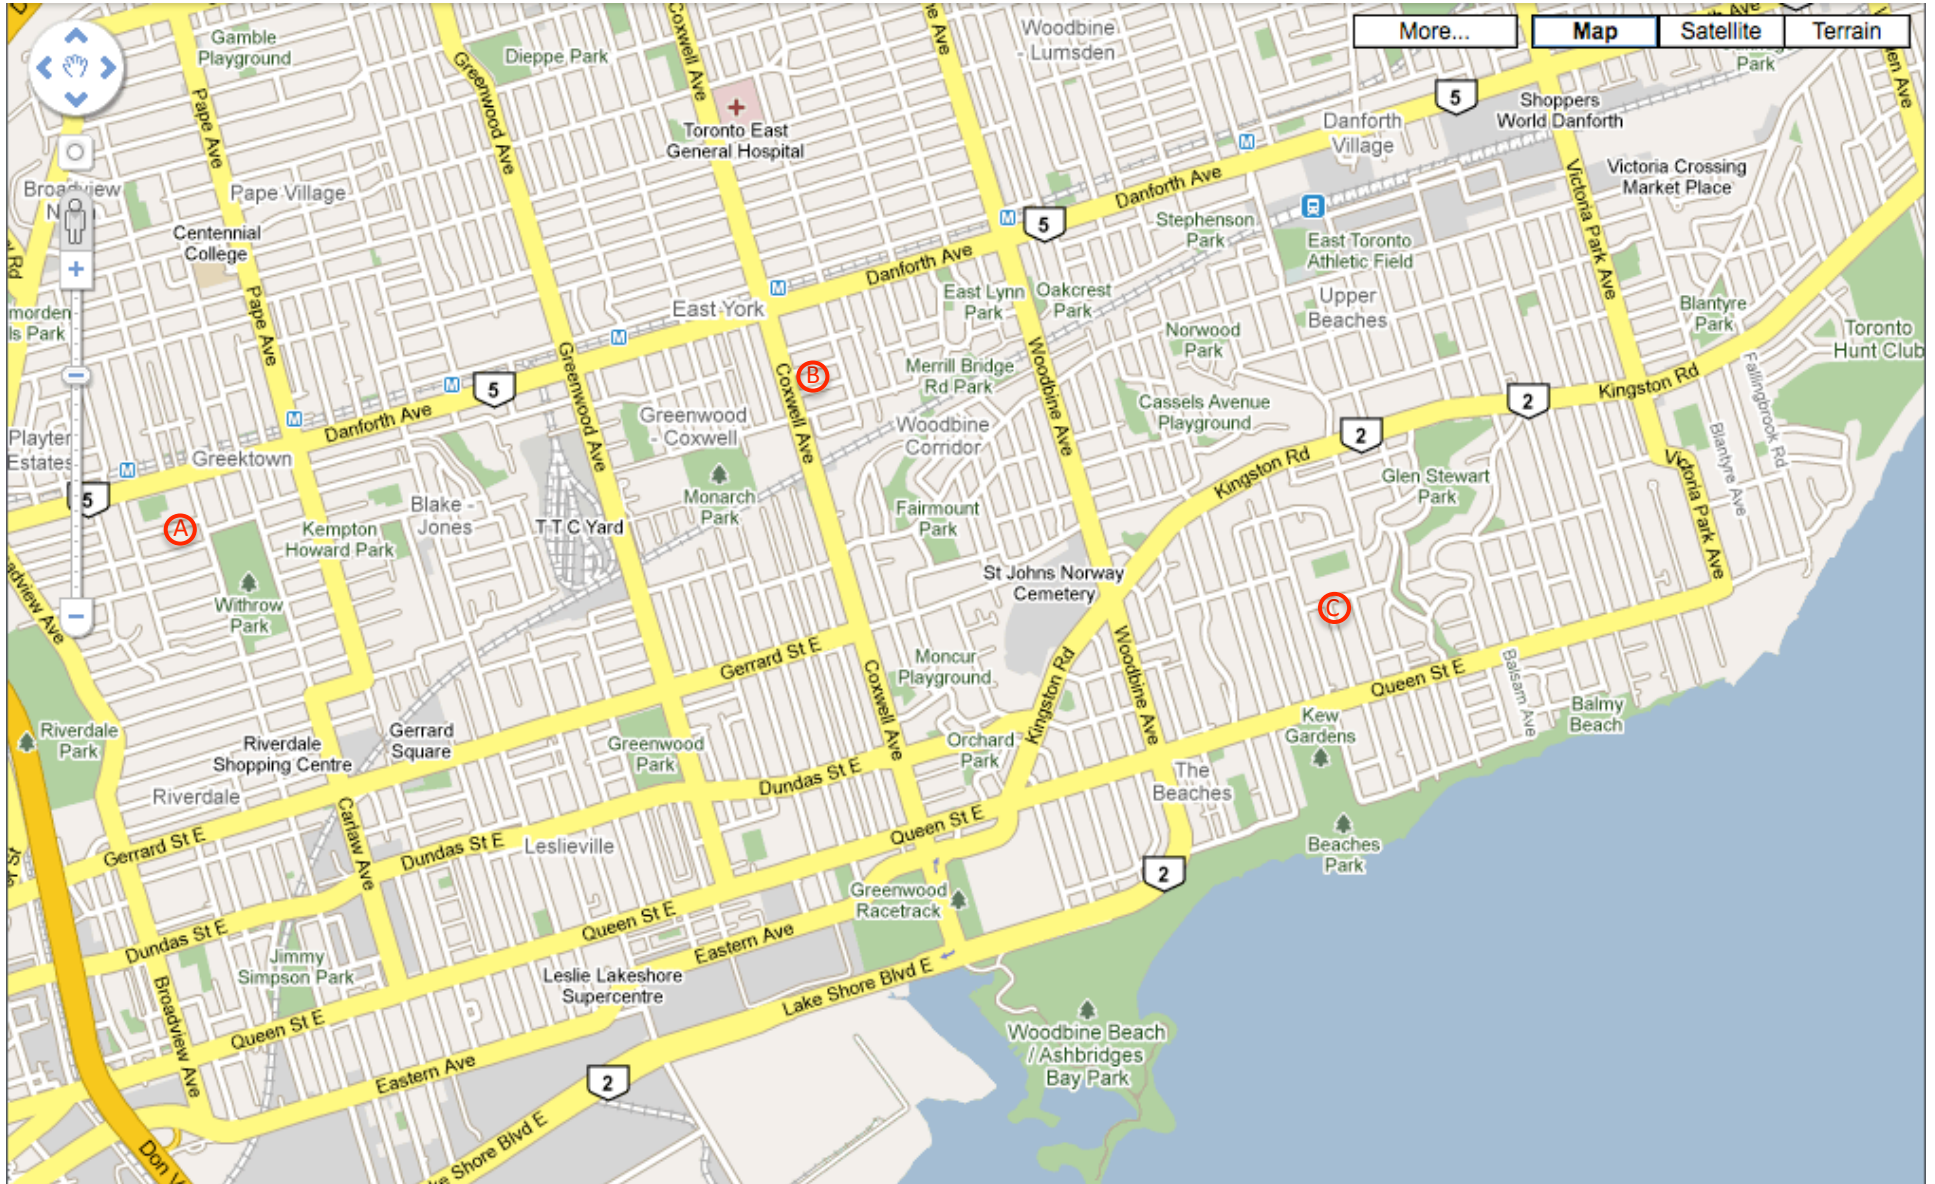 Gamble
Playground
Dieppe Park
Coxwell Ave
Woodbine
- Lumsden
More...
Map
Satellite
Terrain
Park
Greenwood Ave
Pape Ave
Toronto East
General Hospital
5
Danforth
Village
Shoppers
World Danforth
Victoria Crossing
Market Place
Broadview
Pape Village
Centennial
College
M
5
Danforth Ave
Stephenson
Park
East Toronto
Athletic Field
Victoria Park Ave
M
M
Danforth Ave
East Lynn
Park
Oakcrest
Park
Upper
Beaches
Blantyre
Park
Toronto
Hunt Club
Pape Ave
East York
M
M
Norwood
Park
Merrill Bridge
Rd Park
Woodbine Ave
Coxwell Ave
B
Greenwood Ave
5
M
M
Danforth Ave
Greenwood
- Coxwell
Woodbine
Corridor
Cassels Avenue
Playground
2
2
Kingston Rd
Fallingbrook Rd
Blantyre Ave
Playter
Estates
M
Greektown
5
A
Kempton
Howard Park
Blake -
Jones
T T C Yard
Monarch
Park
Fairmount
Park
Kingston Rd
Glen Stewart
Park
Victoria Park Ave
St Johns Norway
Cemetery
C
Withrow
Park
Gerrard St E
Moncur
Playground
Kingston Rd
Woodbine Ave
Queen St E
Balsam Ave
Balmy
Beach
Kew
Gardens
Coxwell Ave
Riverdale
Park
Riverdale
Shopping Centre
Gerrard
Square
Greenwood
Park
Orchard
Park
Dundas St E
The
Beaches
Riverdale
Carlaw Ave
Gerrard St E
Dundas St E
Leslieville
Queen St E
Beaches
Park
2
Greenwood
Racetrack
Queen St E
Eastern Ave
Dundas St E
Jimmy
Simpson Park
Leslie Lakeshore
Supercentre
Lake Shore Blvd E
Broadview Ave
Queen St E
Eastern Ave
2
Woodbine Beach
/ Ashbridges
Bay Park
Shore Blvd E
Don